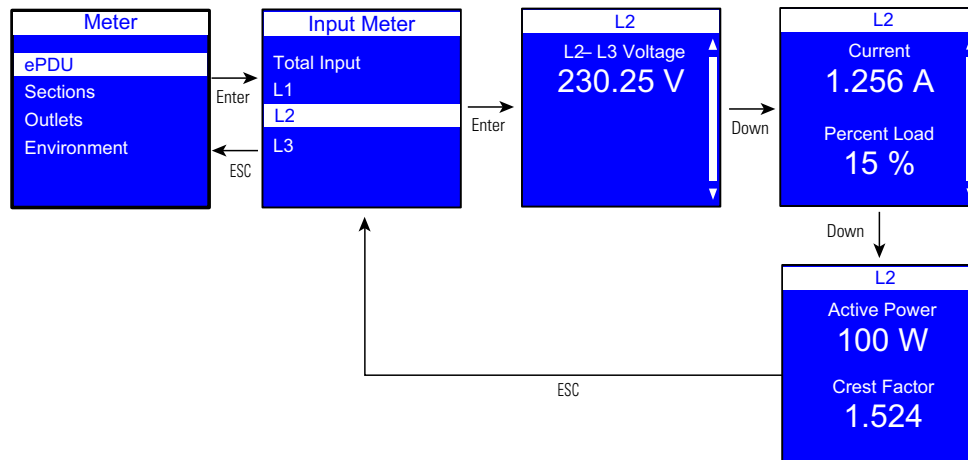 Meter
ePDU
Sections
Outlets
Environment
Enter
ESC
Input Meter
Total Input
L1
L2
L3
Enter
L2
L2– L3 Voltage
230.25 V
Down
L2
Current
1.256 A
Percent Load
15 %
Down
L2
Active Power
100 W
Crest Factor
1.524
ESC